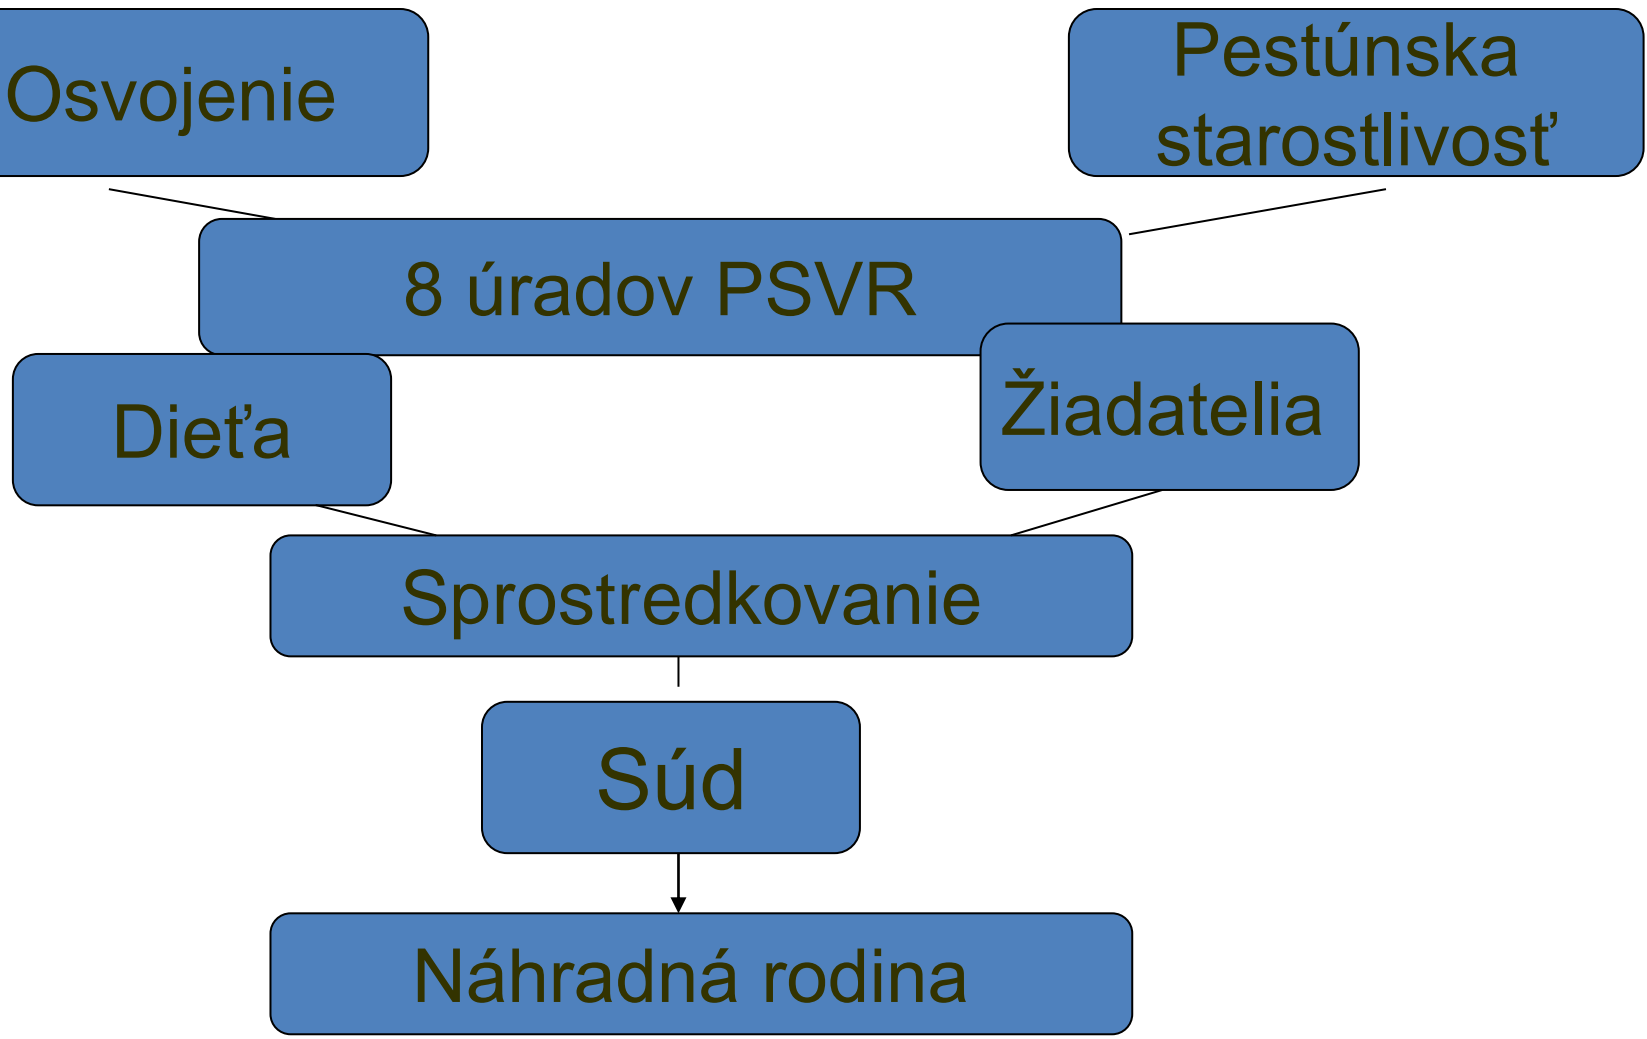 Osvojenie
Pestúnska
starostlivosť
8 úradov PSVR
Dieťa
Žiadatelia
Sprostredkovanie
Súd
Náhradná rodina